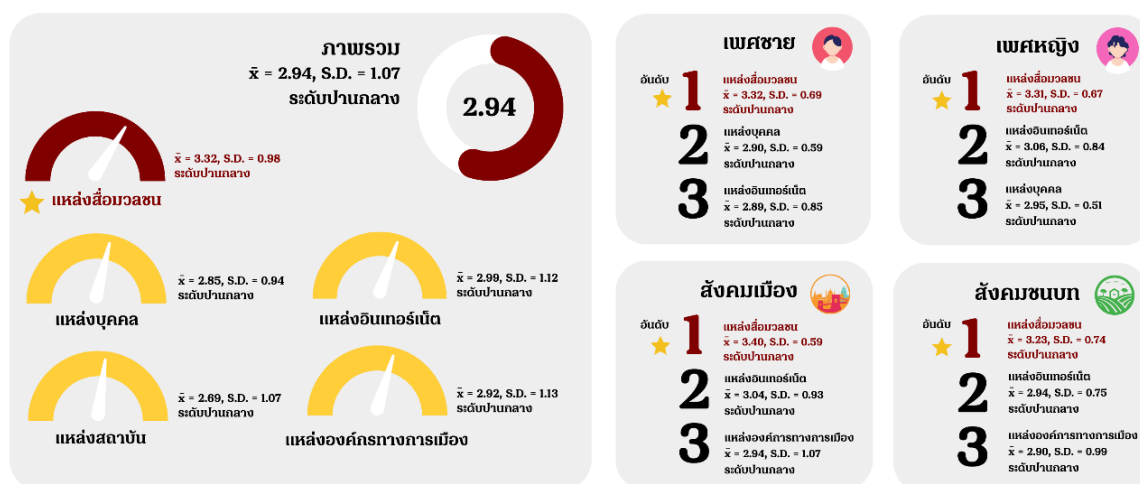 ภาพรวม
x̄ = 2.94, S.D. = 1.07
ระดับปานกลาง
2.94
x̄ = 3.32, S.D. = 0.98
ระดับปานกลาง
แหล่งสื่อมวลชน
x̄ = 2.85, S.D. = 0.94
ระดับปานกลาง
แหล่งบุคคล
x̄ = 2.99, S.D. = 1.12
ระดับปานกลาง
แหล่งอินเทอร์เน็ต
x̄ = 2.69, S.D. = 1.07
ระดับปานกลาง
แหล่งสถาบัน
x̄ = 2.92, S.D. = 1.13
ระดับปานกลาง
แหล่งองค์กรทางการเมือง
เพศชาย
อันดับ
1
แหล่งสื่อมวลชน
x̄ = 3.32, S.D. = 0.69
ระดับปานกลาง
2
แหล่งบุคคล
x̄ = 2.90, S.D. = 0.59
ระดับปานกลาง
3
แหล่งอินเทอร์เน็ต
x̄ = 2.89, S.D. = 0.85
ระดับปานกลาง
เพศหญิง
อันดับ
1
แหล่งสื่อมวลชน
x̄ = 3.31, S.D. = 0.67
ระดับปานกลาง
2
แหล่งอินเทอร์เน็ต
x̄ = 3.06, S.D. = 0.84
ระดับปานกลาง
3
แหล่งบุคคล
x̄ = 2.95, S.D. = 0.51
ระดับปานกลาง
สังคมเมือง
อันดับ
1
แหล่งสื่อมวลชน
x̄ = 3.40, S.D. = 0.59
ระดับปานกลาง
2
แหล่งอินเทอร์เน็ต
x̄ = 3.04, S.D. = 0.93
ระดับปานกลาง
3
แหล่งองค์การทางการเมือง
x̄ = 2.94, S.D. = 1.07
ระดับปานกลาง
สังคมชนบท
อันดับ
1
แหล่งสื่อมวลชน
x̄ = 3.23, S.D. = 0.74
ระดับปานกลาง
2
แหล่งอินเทอร์เน็ต
x̄ = 2.94, S.D. = 0.75
ระดับปานกลาง
3
แหล่งองค์การทางการเมือง
x̄ = 2.90, S.D. = 0.99
ระดับปานกลาง